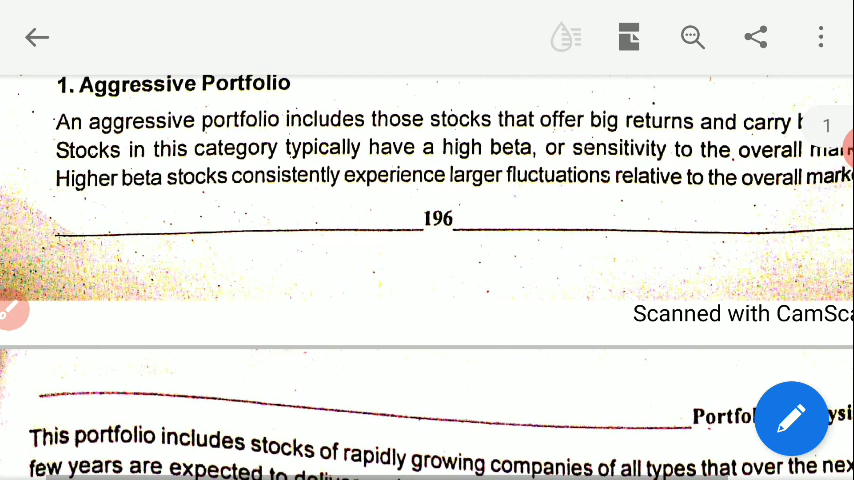 1. Aggressive Portfolio
An aggressive portfolio includes those stocks that offer big returns and carry
1
Stocks in this category typically have a high beta, or sensitivity to the overall
Higher beta stocks consistently experience larger fluctuations relative to the overall
196
Scanned with
This portfolio includes stocks of rapidly growing companies of all types that over the
few years are expected to